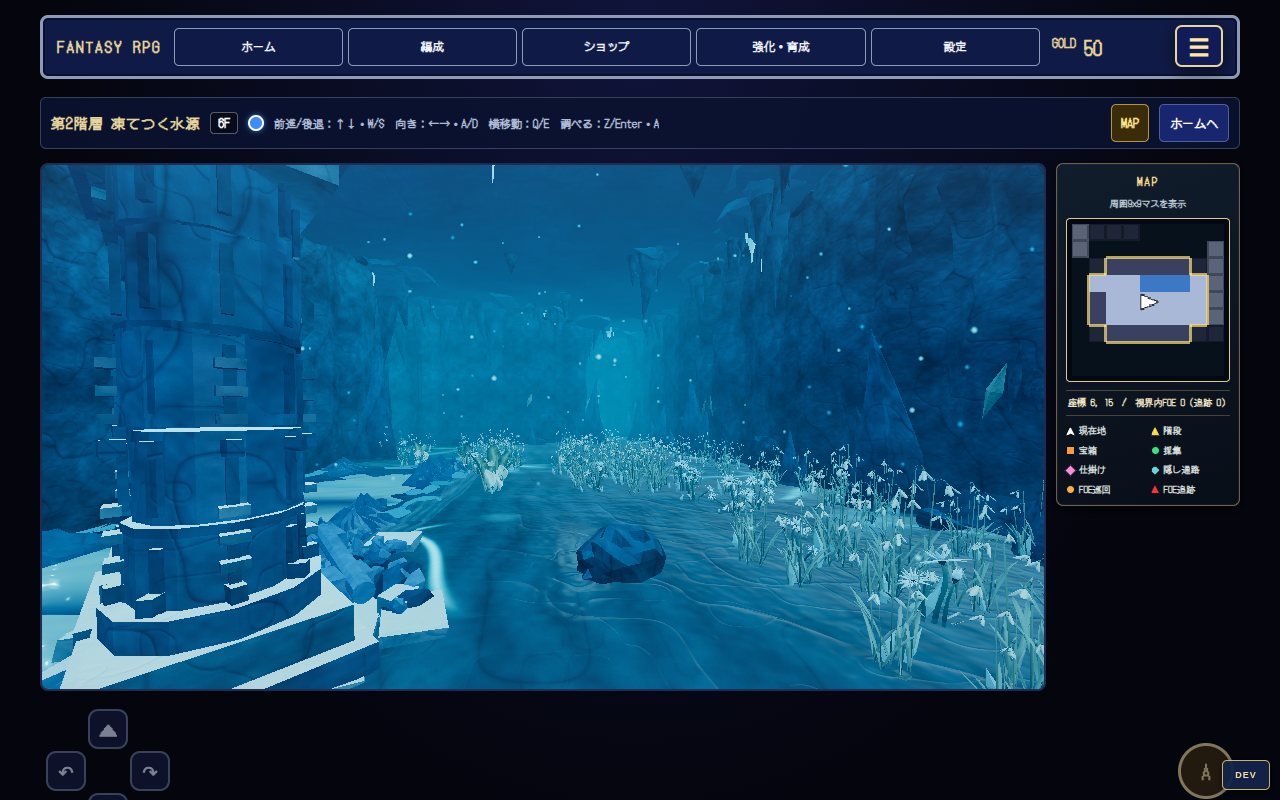 FANTASY RPG
ホーム
編成
ショップ
強化・育成
設定
GOLD 50
第2階層 凍てつく水源
6F
前進/後退：↑↓・W/S 向き：←→・A/D 横移動：Q/E 調べる：Z/Enter・A
MAP
ホームへ
MAP
周囲9x9マスを表示
座標 6, 15 / 視界内FOE 0（追跡 0）
現在地
階段
宝箱
採集
仕掛け
隠し通路
FOE巡回
FOE追跡
A
DEV